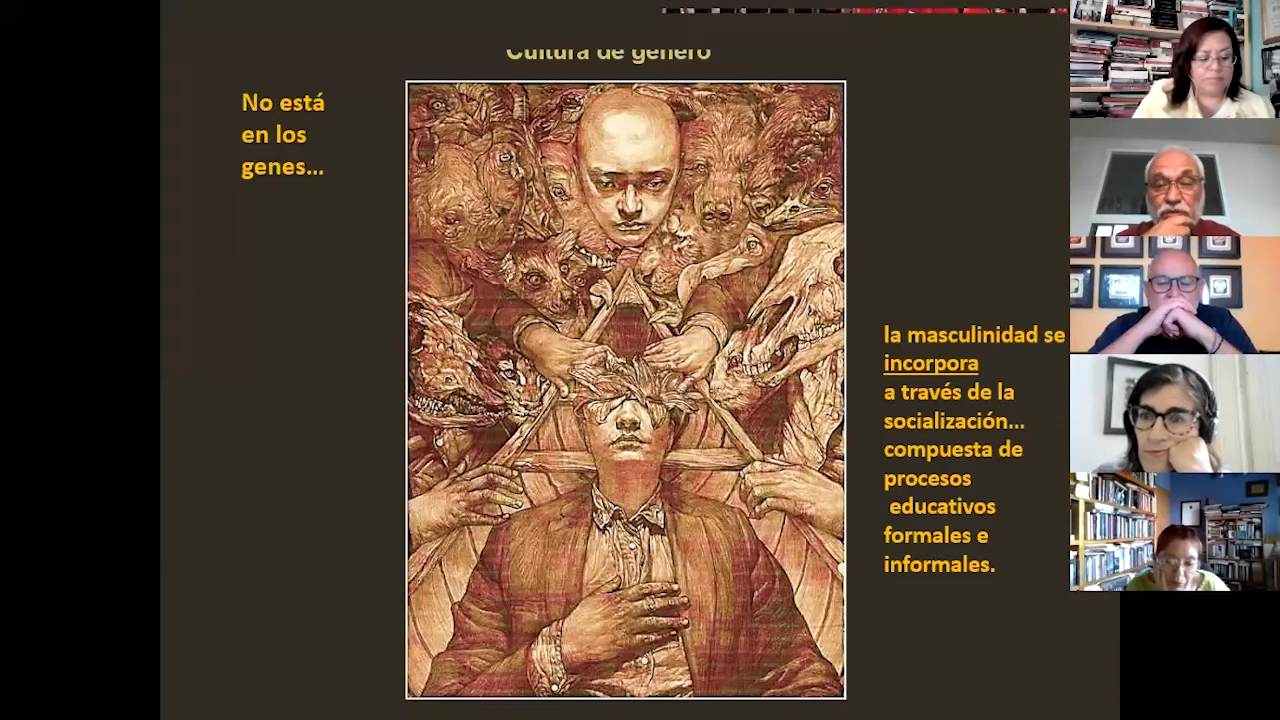 Cultura de género
No está
en los
genes...
la masculinidad se
incorpora
a través de la
socialización...
compuesta de
procesos
educativos
formales e
informales.